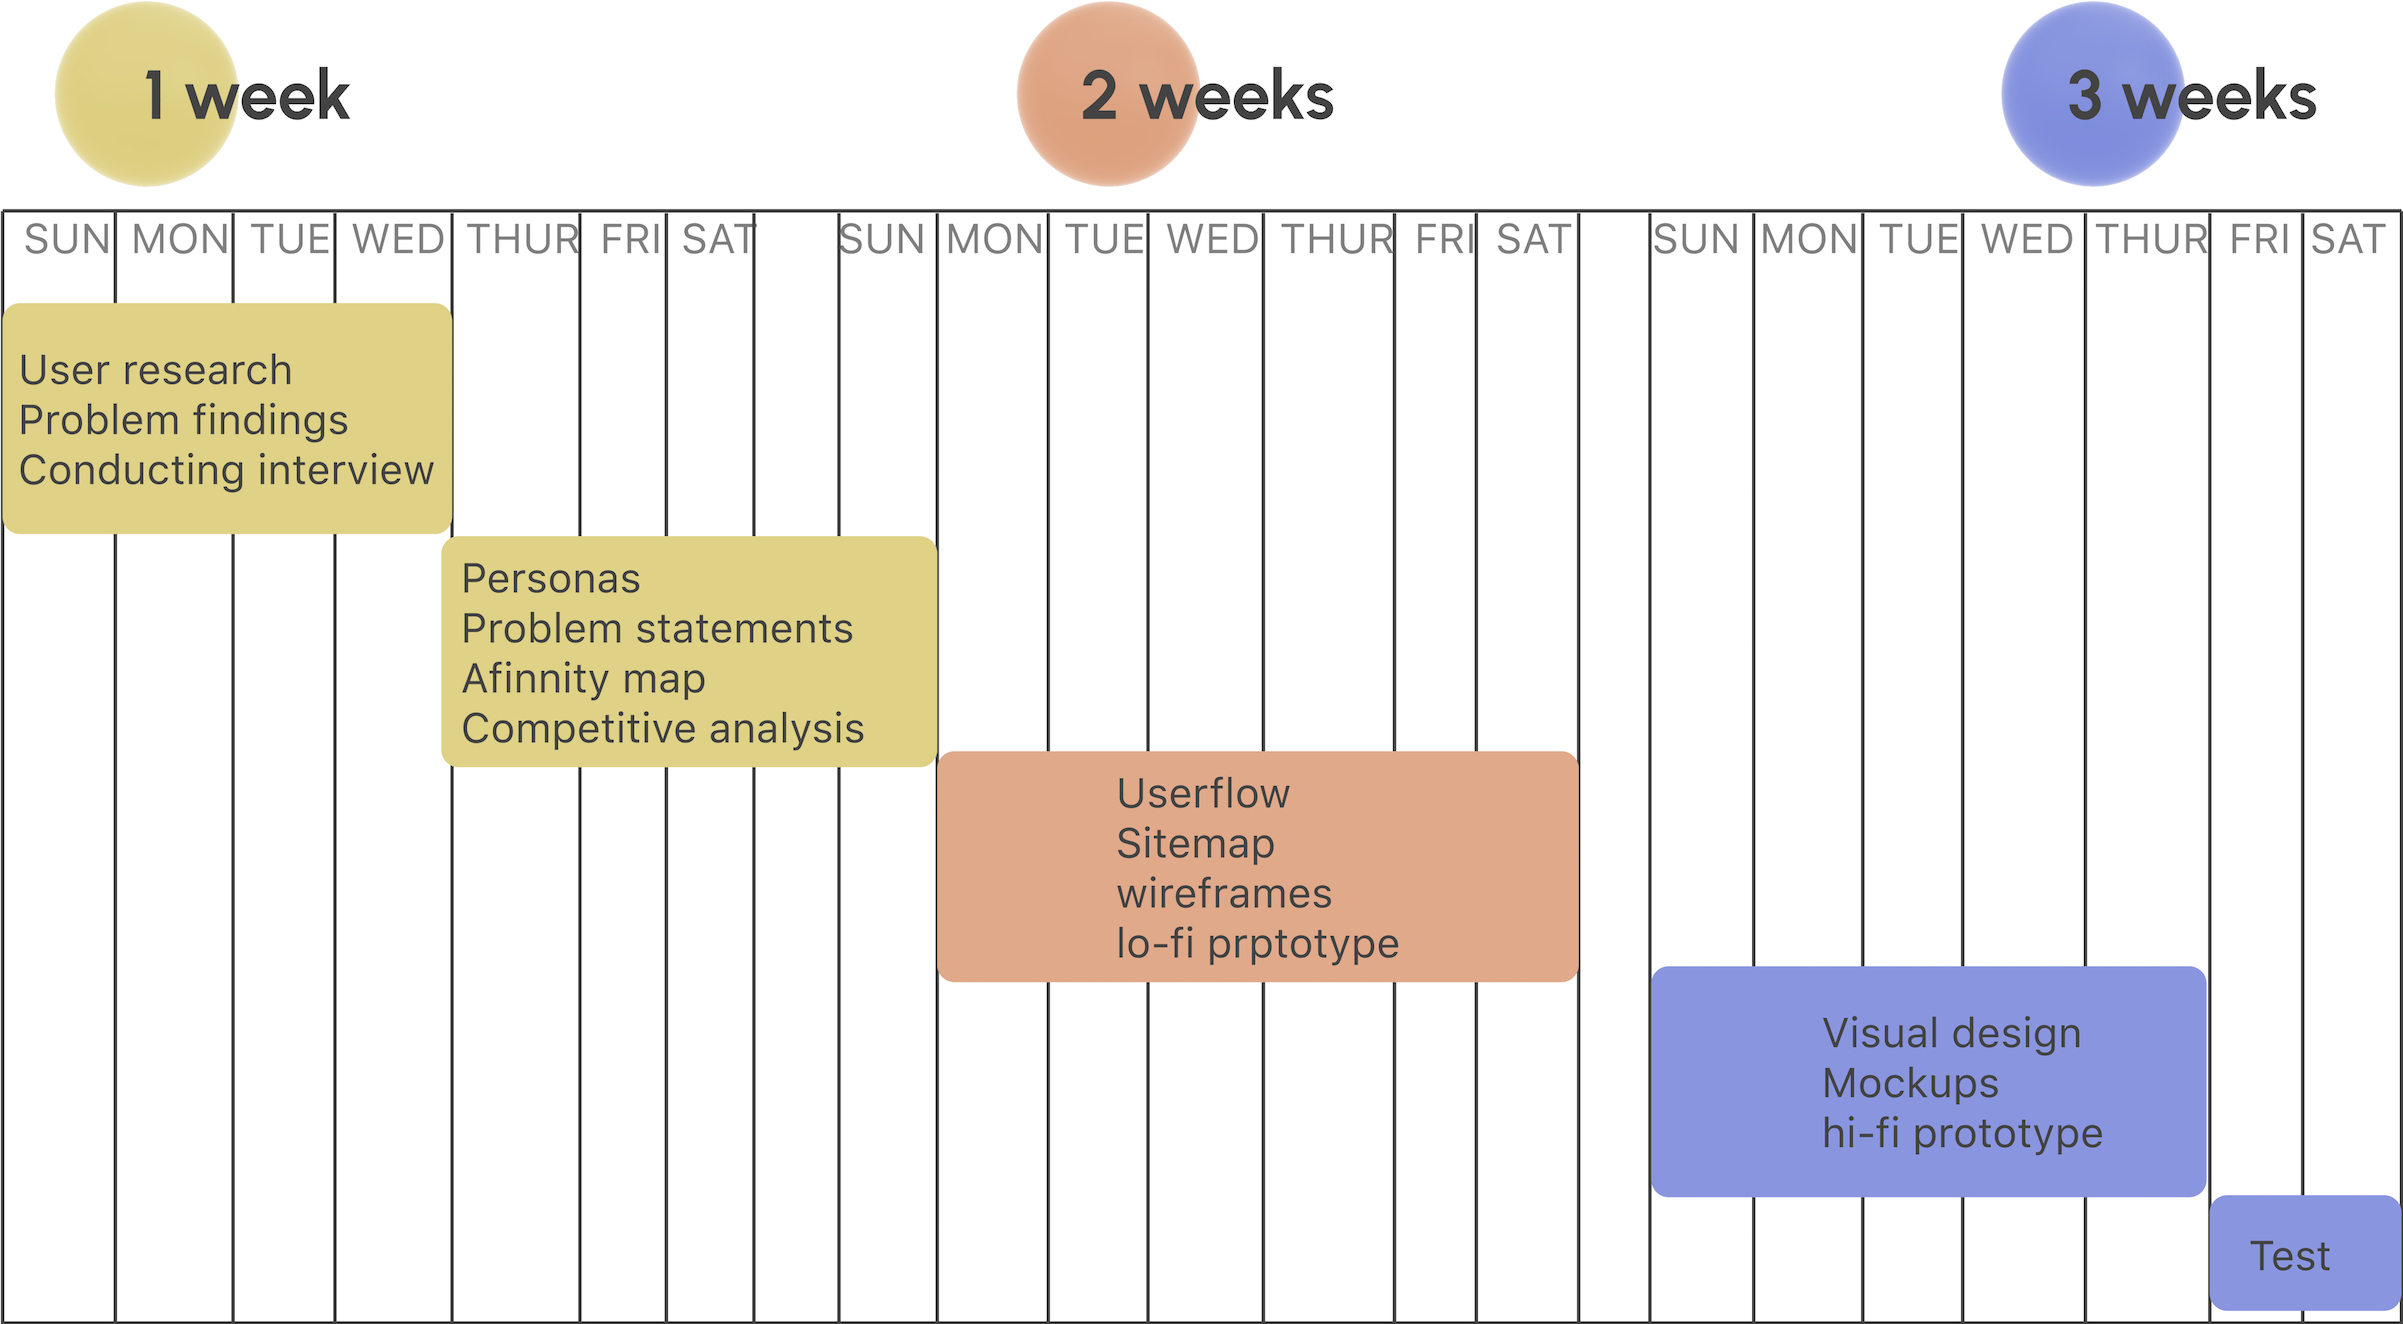 1 week
2 weeks
3 weeks
SUN MON TUE WED THUR FRI SAT SUN MON TUE WED THUR FRI SAT SUN MON TUE WED THUR FRI SAT
User research
Problem findings
Conducting interview
Personas
Problem statements
Afinnity map
Competitive analysis
Userflow
Sitemap
wireframes
lo-fi prptotype
Visual design
Mockups
hi-fi prototype
Test